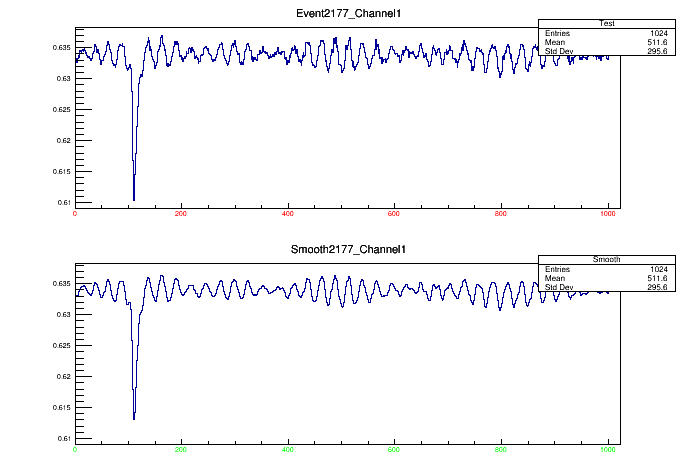 Event2177_Channel1
Test
Entries 1024
Mean 511.6
Std Dev 295.6
0.635
0.63
0.625
0.62
0.615
0.61
0 200 400 600 800 1000
Smooth2177_Channel1
Smooth
Entries 1024
Mean 511.6
Std Dev 295.6
0.635
0.63
0.625
0.62
0.615
0.61
0 200 400 600 800 1000